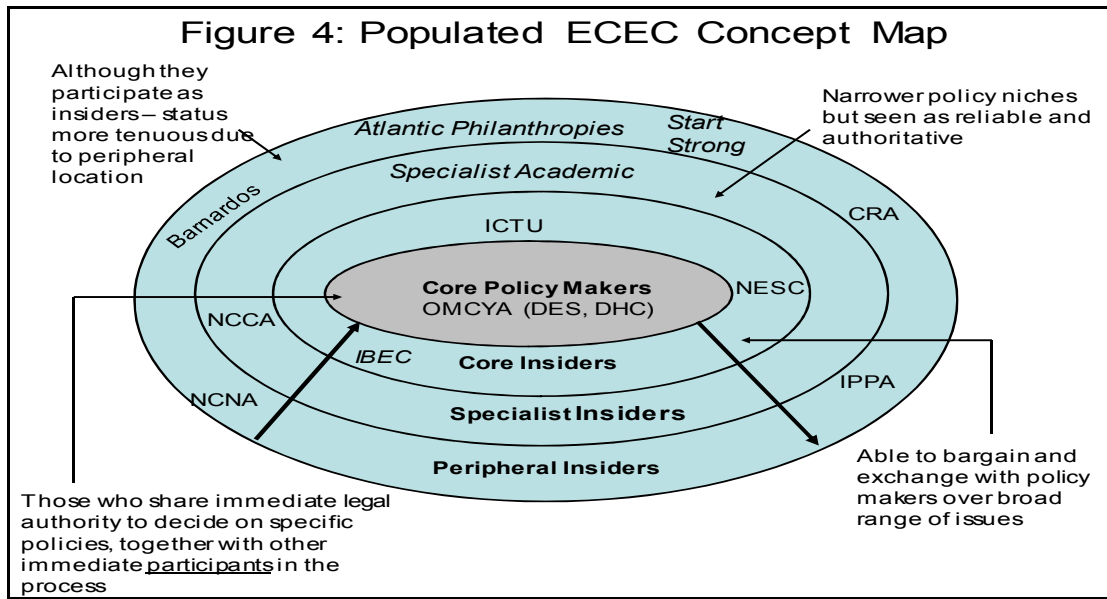 Figure 4: Populated ECEC Concept Map
Although they
participate as
insiders – status
more tenuous due
to peripheral
location
Narrower policy niches
but seen as reliable and
authoritative
Atlantic Philanthropies
Start
Strong
Specialist Academic
Barnardos
CRA
ICTU
Core Policy Makers
OMCYA (DES, DHC)
NESC
NCCA
IBEC
Core Insiders
NCNA
IPPA
Specialist Insiders
Peripheral Insiders
Those who share immediate legal
authority to decide on specific
policies, together with other
immediate participants in the
process
Able to bargain and
exchange with policy
makers over broad
range of issues